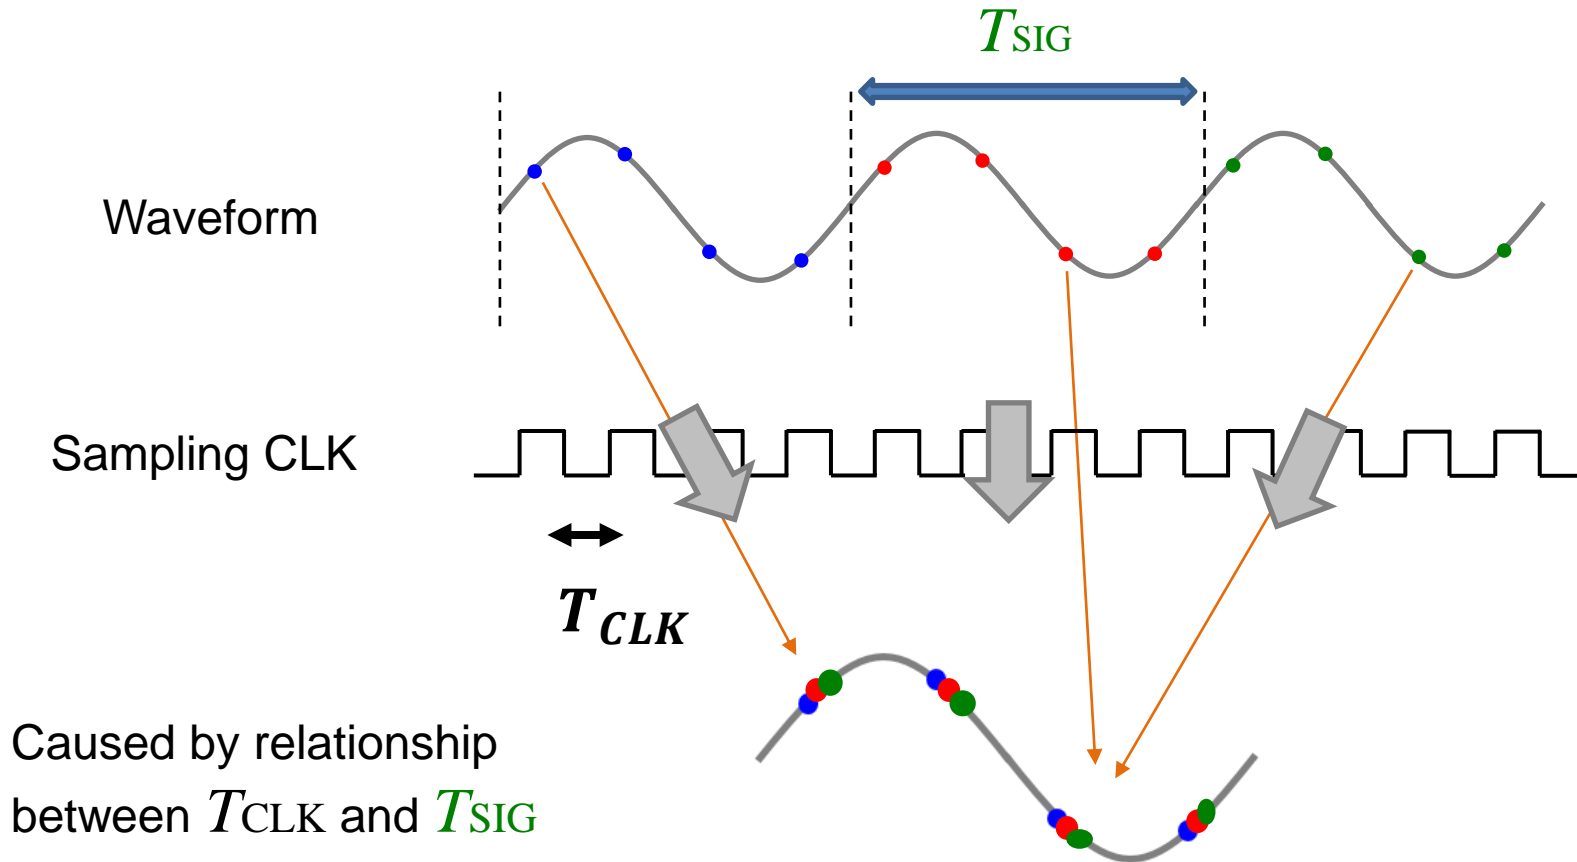 TSIG
Waveform
Sampling CLK
TCLK
Caused by relationship
between TCLK and TSIG